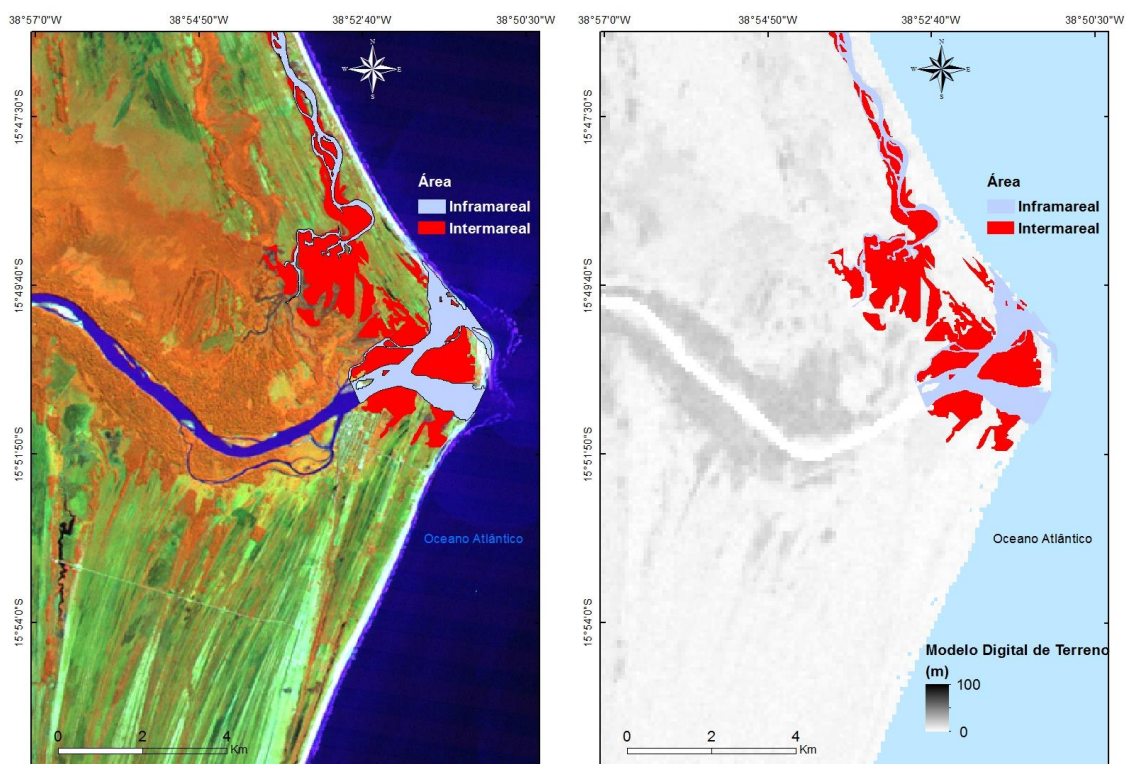 38°57'0"W 38°54'50"W 38°52'40"W 38°50'30"W
N
W E
S
15°47'30"S
Área
Inframareal
Intermareal
15°49'40"S
15°51'50"S
Oceano Atlântico
15°54'0"S
0 2 4
Km
38°57'0"W 38°54'50"W 38°52'40"W 38°50'30"W
N
W E
S
15°47'30"S
Área
Inframareal
Intermareal
15°49'40"S
15°51'50"S
Oceano Atlântico
15°54'0"S
Modelo Digital de Terreno
(m)
100
0
0 2 4
Km